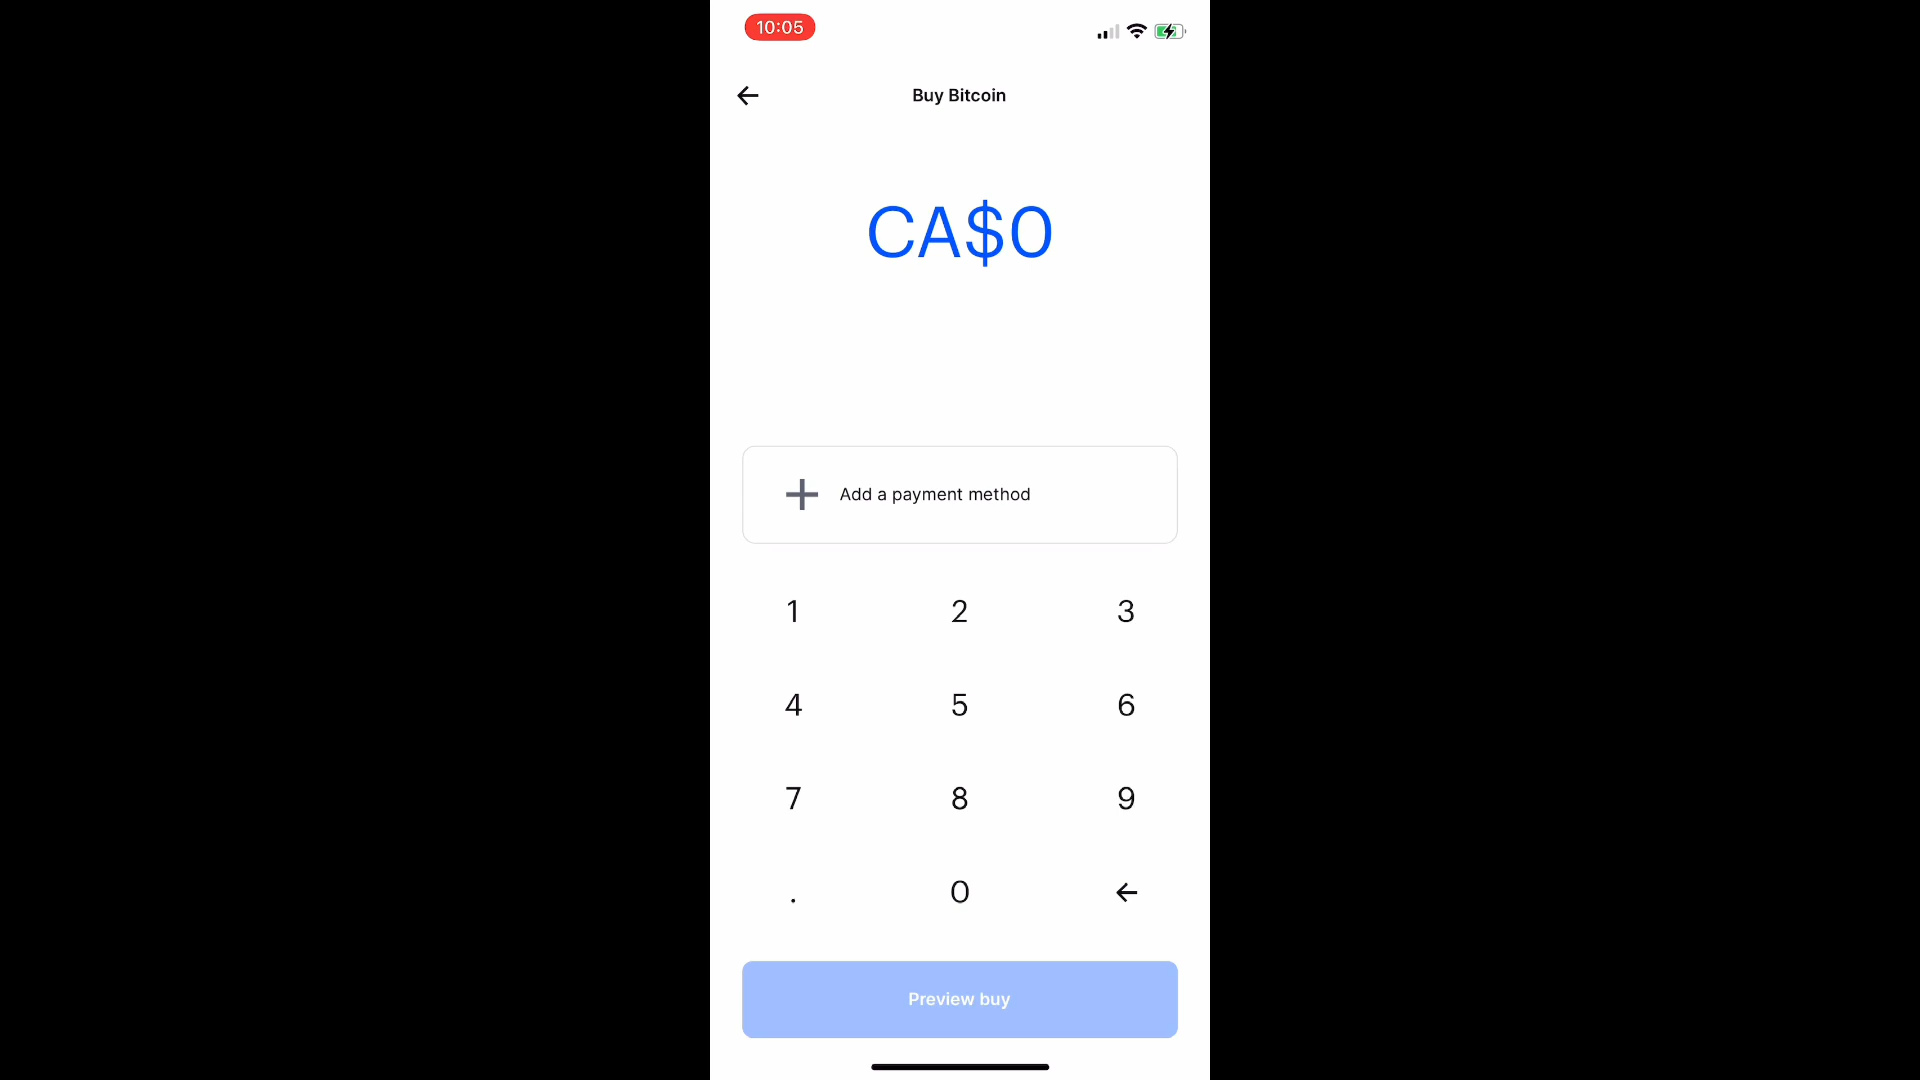 10:05
Buy Bitcoin
CA$0
Add a payment method
1 2 3
4 5 6
7 8 9
. 0
Preview buy